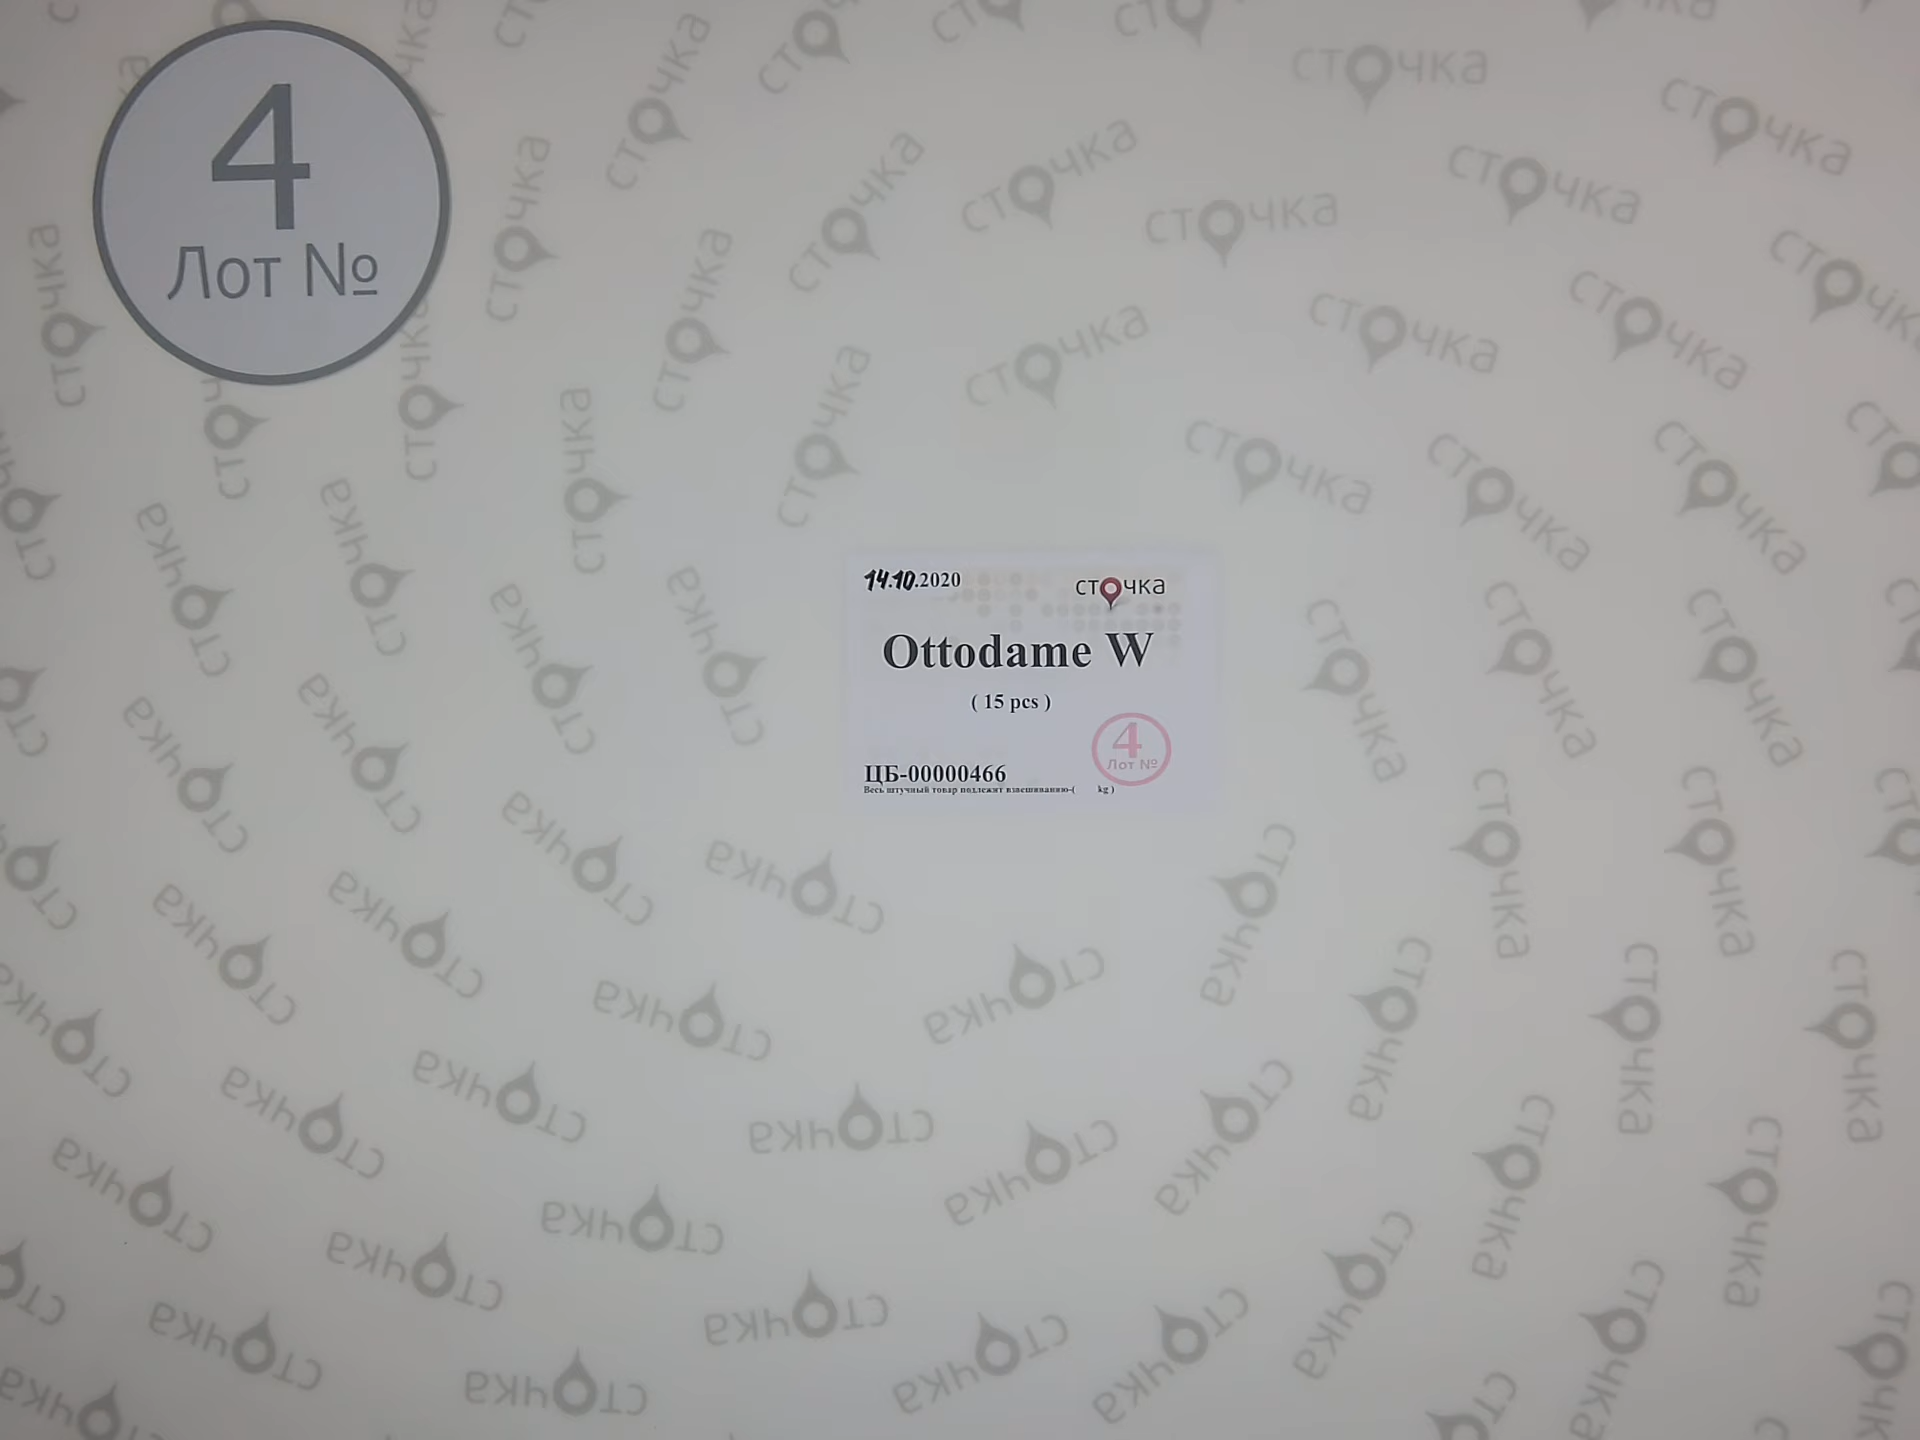 4
Лот №
14.10.2020
сточка
Ottodame W
( 15 pcs )
4
Лот №
ЦБ-00000466
Весь штучный товар подлежит взвешиванию-( kg )